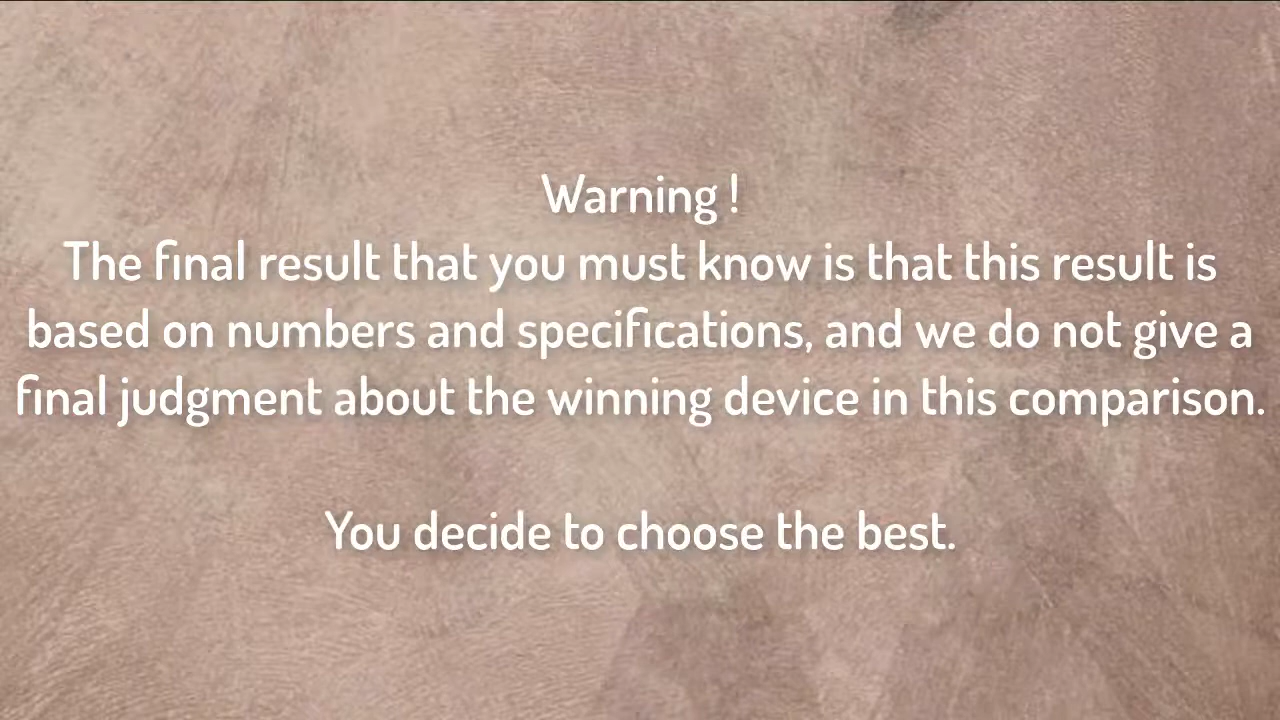 Warning !
The final result that you must know is that this result is
based on numbers and specifications, and we do not give a
final judgment about the winning device in this comparison.
You decide to choose the best.